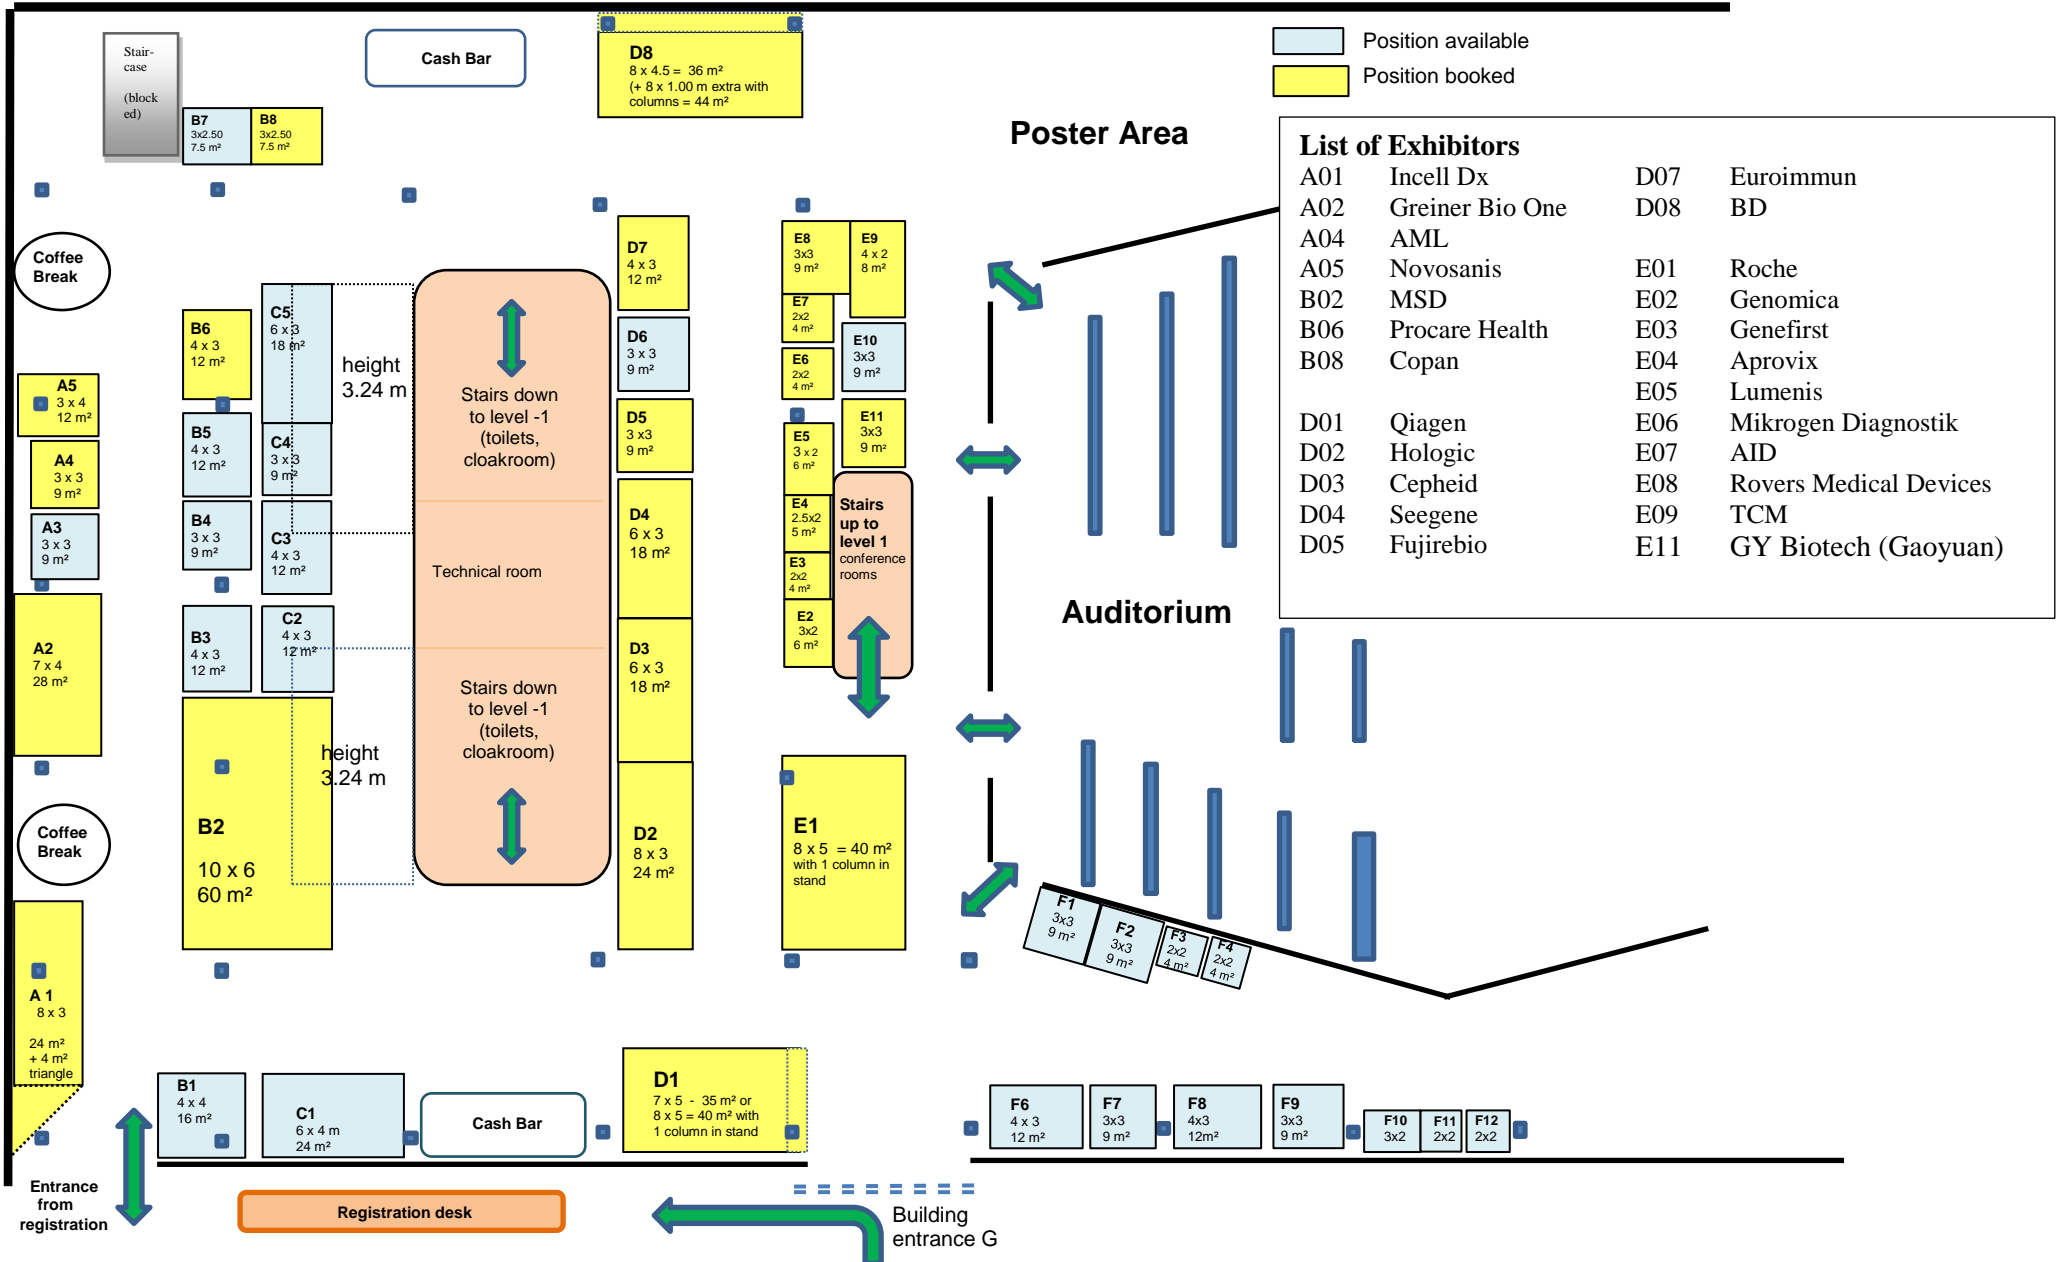 Stair-
case
(block
ed)
Cash Bar
D8
8 x 4.5 = 36 m²
(+ 8 x 1.00 m extra with
columns = 44 m²
Position available
Position booked
B7
3x2.50
7.5 m²
B8
3x2.50
7.5 m²
Poster Area
List of Exhibitors
A01 Incell Dx D07 Euroimmun
A02 Greiner Bio One D08 BD
A04 AML
A05 Novosanis E01 Roche
B02 MSD E02 Genomica
B06 Procare Health E03 Genefirst
B08 Copan E04 Aprovix
E05 Lumenis
D01 Qiagen E06 Mikrogen Diagnostik
D02 Hologic E07 AID
D03 Cepheid E08 Rovers Medical Devices
D04 Seegene E09 TCM
D05 Fujirebio E11 GY Biotech (Gaoyuan)
Coffee
Break
A5
3 x 4
12 m²
A4
3 x 3
9 m²
A3
3 x 3
9 m²
A2
7 x 4
28 m²
Coffee
Break
A 1
8 x 3
24 m²
+ 4 m²
triangle
Entrance
from
registration
B6
4 x 3
12 m²
B5
4 x 3
12 m²
B4
3 x 3
9 m²
B3
4 x 3
12 m²
B2
10 x 6
60 m²
C5
6 x 3
18 m²
C4
3 x 3
9 m²
C3
4 x 3
12 m²
C2
4 x 3
12 m²
height
3.24 m
height
3.24 m
Stairs down
to level -1
(toilets,
cloakroom)
Technical room
Stairs down
to level -1
(toilets,
cloakroom)
D7
4 x 3
12 m²
D6
3 x 3
9 m²
D5
3 x3
9 m²
D4
6 x 3
18 m²
D3
6 x 3
18 m²
D2
8 x 3
24 m²
E8
3x3
9 m²
E9
4 x 2
8 m²
E7
2x2
4 m²
E6
2x2
4 m²
E10
3x3
9 m²
E11
3x3
9 m²
E5
3 x 2
6 m²
E4
2.5x2
5 m²
E3
2x2
4 m²
E2
3x2
6 m²
Stairs
up to
level 1
conference
rooms
E1
8 x 5 = 40 m²
with 1 column in
stand
Auditorium
F1
3x3
9 m²
F2
3x3
9 m²
F3
2x2
4 m²
F4
2x2
4 m²
B1
4 x 4
16 m²
C1
6 x 4 m
24 m²
Cash Bar
D1
7 x 5 - 35 m² or
8 x 5 = 40 m² with
1 column in stand
F6
4 x 3
12 m²
F7
3x3
9 m²
F8
4x3
12m²
F9
3x3
9 m²
F10
3x2
F11
2x2
F12
2x2
Registration desk
Building
entrance G